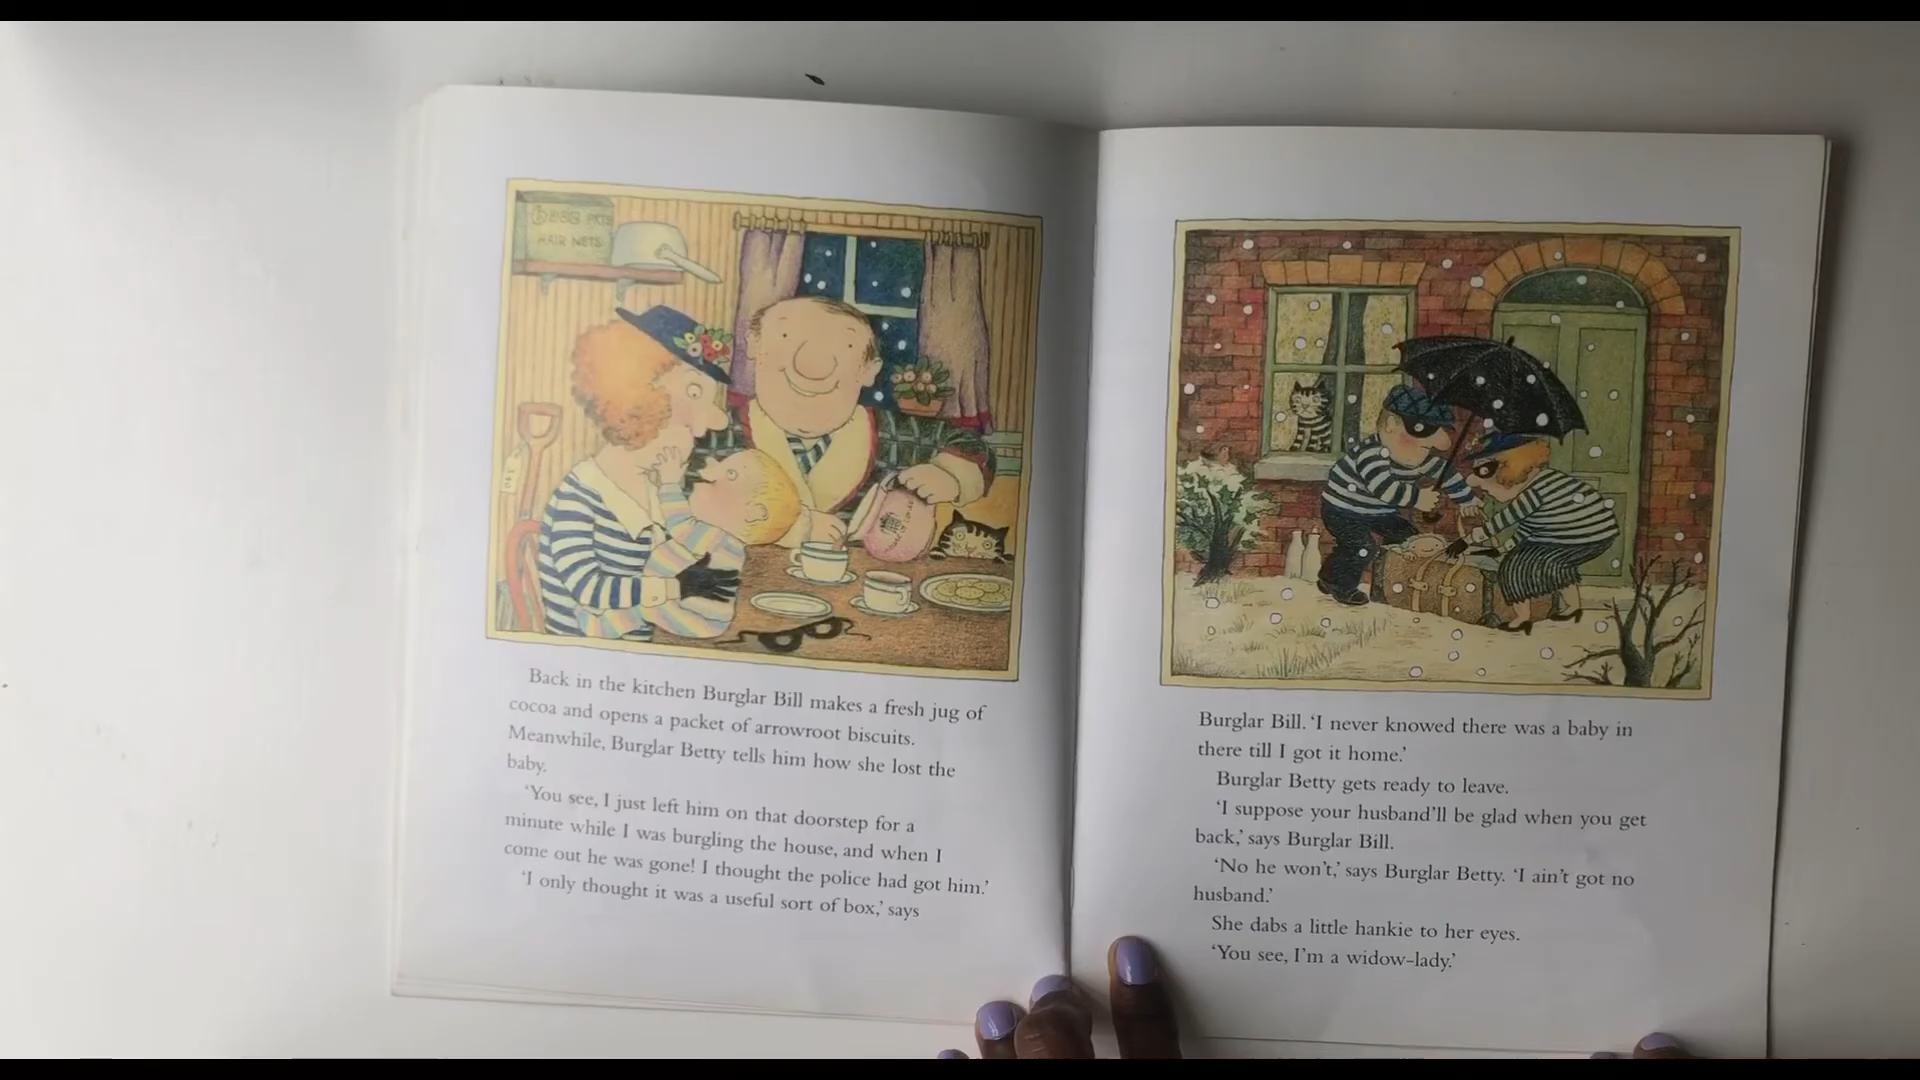 6 DOZ PKTS
HAIR NETS
Back in the kitchen Burglar Bill makes a fresh jug of
cocoa and opens a packet of arrowroot biscuits.
Meanwhile, Burglar Betty tells him how she lost the
baby.
‘You see, I just left him on that doorstep for a
minute while I was burgling the house, and when I
come out he was gone! I thought the police had got him.’
‘I only thought it was a useful sort of box,’ says
Burglar Bill. ‘I never knowed there was a baby in
there till I got it home.’
Burglar Betty gets ready to leave.
‘I suppose your husband’ll be glad when you get
back,’ says Burglar Bill.
‘No he won’t,’ says Burglar Betty. ‘I ain’t got no
husband.’
She dabs a little hankie to her eyes.
‘You see, I’m a widow-lady.’